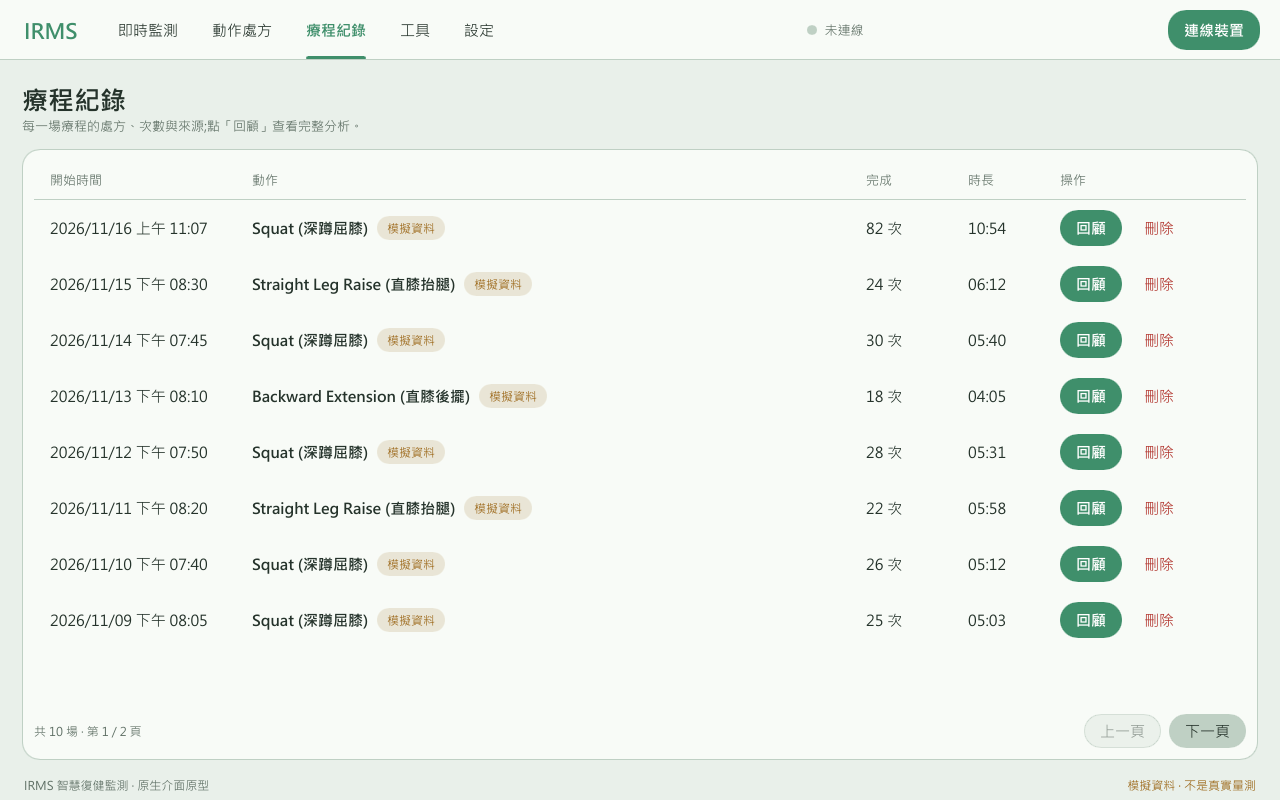 IRMS 即時監測 動作處方 療程紀錄 工具 設定 未連線 連線裝置
療程紀錄
每一場療程的處方、次數與來源;點「回顧」查看完整分析。
開始時間 動作 完成 時長 操作
2026/11/16 上午 11:07 Squat (深蹲屈膝) 模擬資料 82 次 10:54 回顧 刪除
2026/11/15 下午 08:30 Straight Leg Raise (直膝抬腿) 模擬資料 24 次 06:12 回顧 刪除
2026/11/14 下午 07:45 Squat (深蹲屈膝) 模擬資料 30 次 05:40 回顧 刪除
2026/11/13 下午 08:10 Backward Extension (直膝後擺) 模擬資料 18 次 04:05 回顧 刪除
2026/11/12 下午 07:50 Squat (深蹲屈膝) 模擬資料 28 次 05:31 回顧 刪除
2026/11/11 下午 08:20 Straight Leg Raise (直膝抬腿) 模擬資料 22 次 05:58 回顧 刪除
2026/11/10 下午 07:40 Squat (深蹲屈膝) 模擬資料 26 次 05:12 回顧 刪除
2026/11/09 下午 08:05 Squat (深蹲屈膝) 模擬資料 25 次 05:03 回顧 刪除
共 10 場 · 第 1 / 2 頁 上一頁 下一頁
IRMS 智慧復健監測 · 原生介面原型 模擬資料 · 不是真實量測